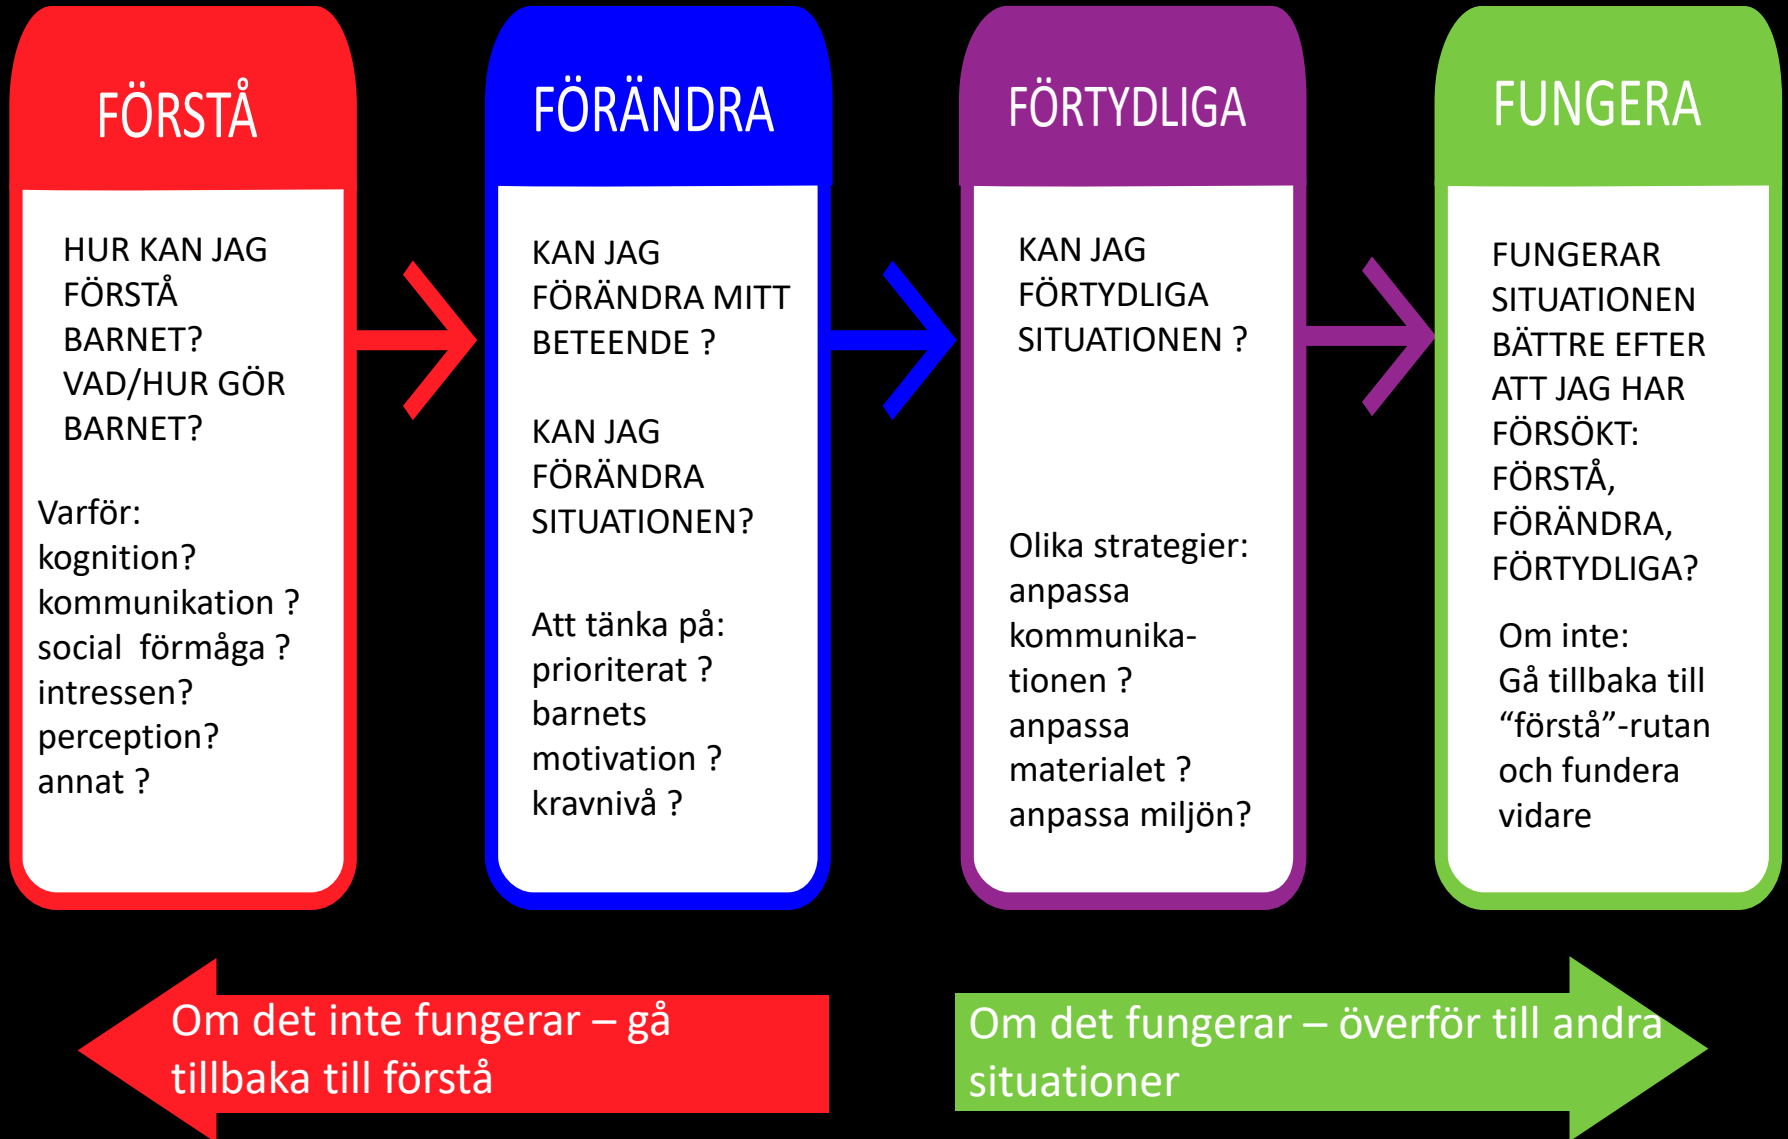 FÖRSTÅ
HUR KAN JAG
FÖRSTÅ
BARNET?
VAD/HUR GÖR
BARNET?
Varför:
kognition?
kommunikation ?
social  förmåga ?
intressen?
perception?
annat ?
FÖRÄNDRA
KAN JAG
FÖRÄNDRA MITT
BETEENDE ?
KAN JAG
FÖRÄNDRA
SITUATIONEN?
Att tänka på:
prioriterat ?
barnets
motivation ?
kravnivå ?
FÖRTYDLIGA
KAN JAG
FÖRTYDLIGA
SITUATIONEN ?
Olika strategier:
anpassa
kommunika-
tionen ?
anpassa
materialet ?
anpassa miljön?
FUNGERA
FUNGERAR
SITUATIONEN
BÄTTRE EFTER
ATT JAG HAR
FÖRSÖKT:
FÖRSTÅ,
FÖRÄNDRA,
FÖRTYDLIGA?
Om inte:
Gå tillbaka till
“förstå”-rutan
och fundera
vidare
Om det inte fungerar – gå
tillbaka till förstå
Om det fungerar – överför till andra
situationer